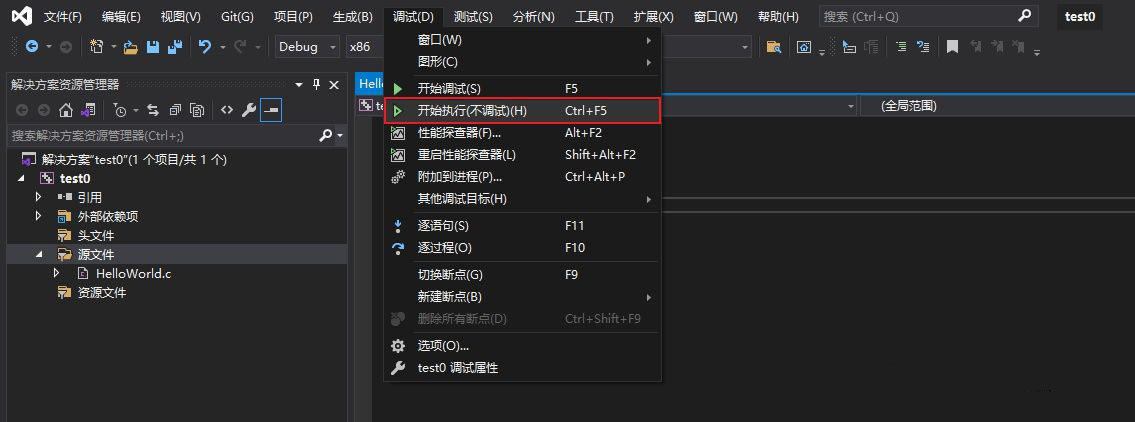 文件(F) 编辑(E) 视图(V) Git(G) 项目(P) 生成(B) 调试(D) 测试(S) 分析(N) 工具(T) 扩展(X) 窗口(W) 帮助(H) 搜索 (Ctrl+Q) test0
Debug x86
解决方案资源管理器
搜索解决方案资源管理器(Ctrl+;)
解决方案"test0"(1 个项目/共 1 个)
test0
引用
外部依赖项
头文件
源文件
HelloWorld.c
资源文件
窗口(W)
图形(C)
开始调试(S) F5
开始执行(不调试)(H) Ctrl+F5
性能探查器(F)... Alt+F2
重启性能探查器(L) Shift+Alt+F2
附加到进程(P)... Ctrl+Alt+P
其他调试目标(H)
逐语句(S) F11
逐过程(O) F10
切换断点(G) F9
新建断点(B)
删除所有断点(D) Ctrl+Shift+F9
选项(O)...
test0 调试属性
(全局范围)